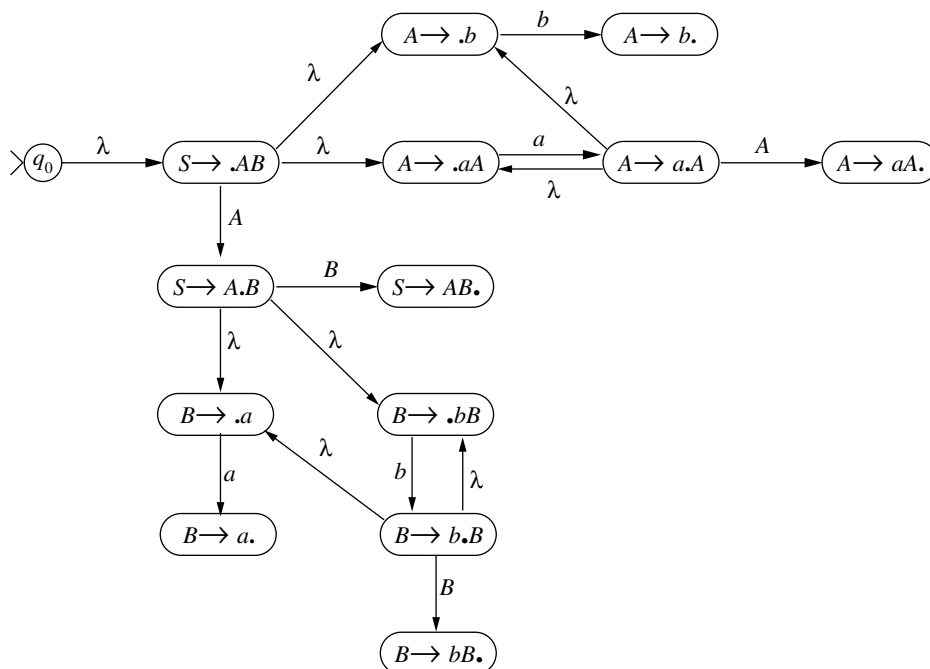 A → .b b A → b.
λ λ
q₀ λ S → .AB λ A → .aA a λ A → a.A A A → aA.
A
S → A.B B S → AB.
λ λ
B → .a B → .bB
a λ b λ
B → a. B → b.B
B
B → bB.